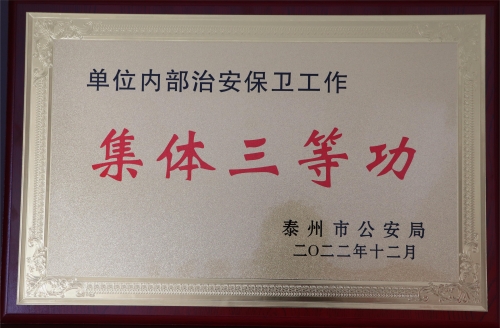 单位内部治安保卫工作
集体三等功
泰州市公安局
二〇二二年十二月